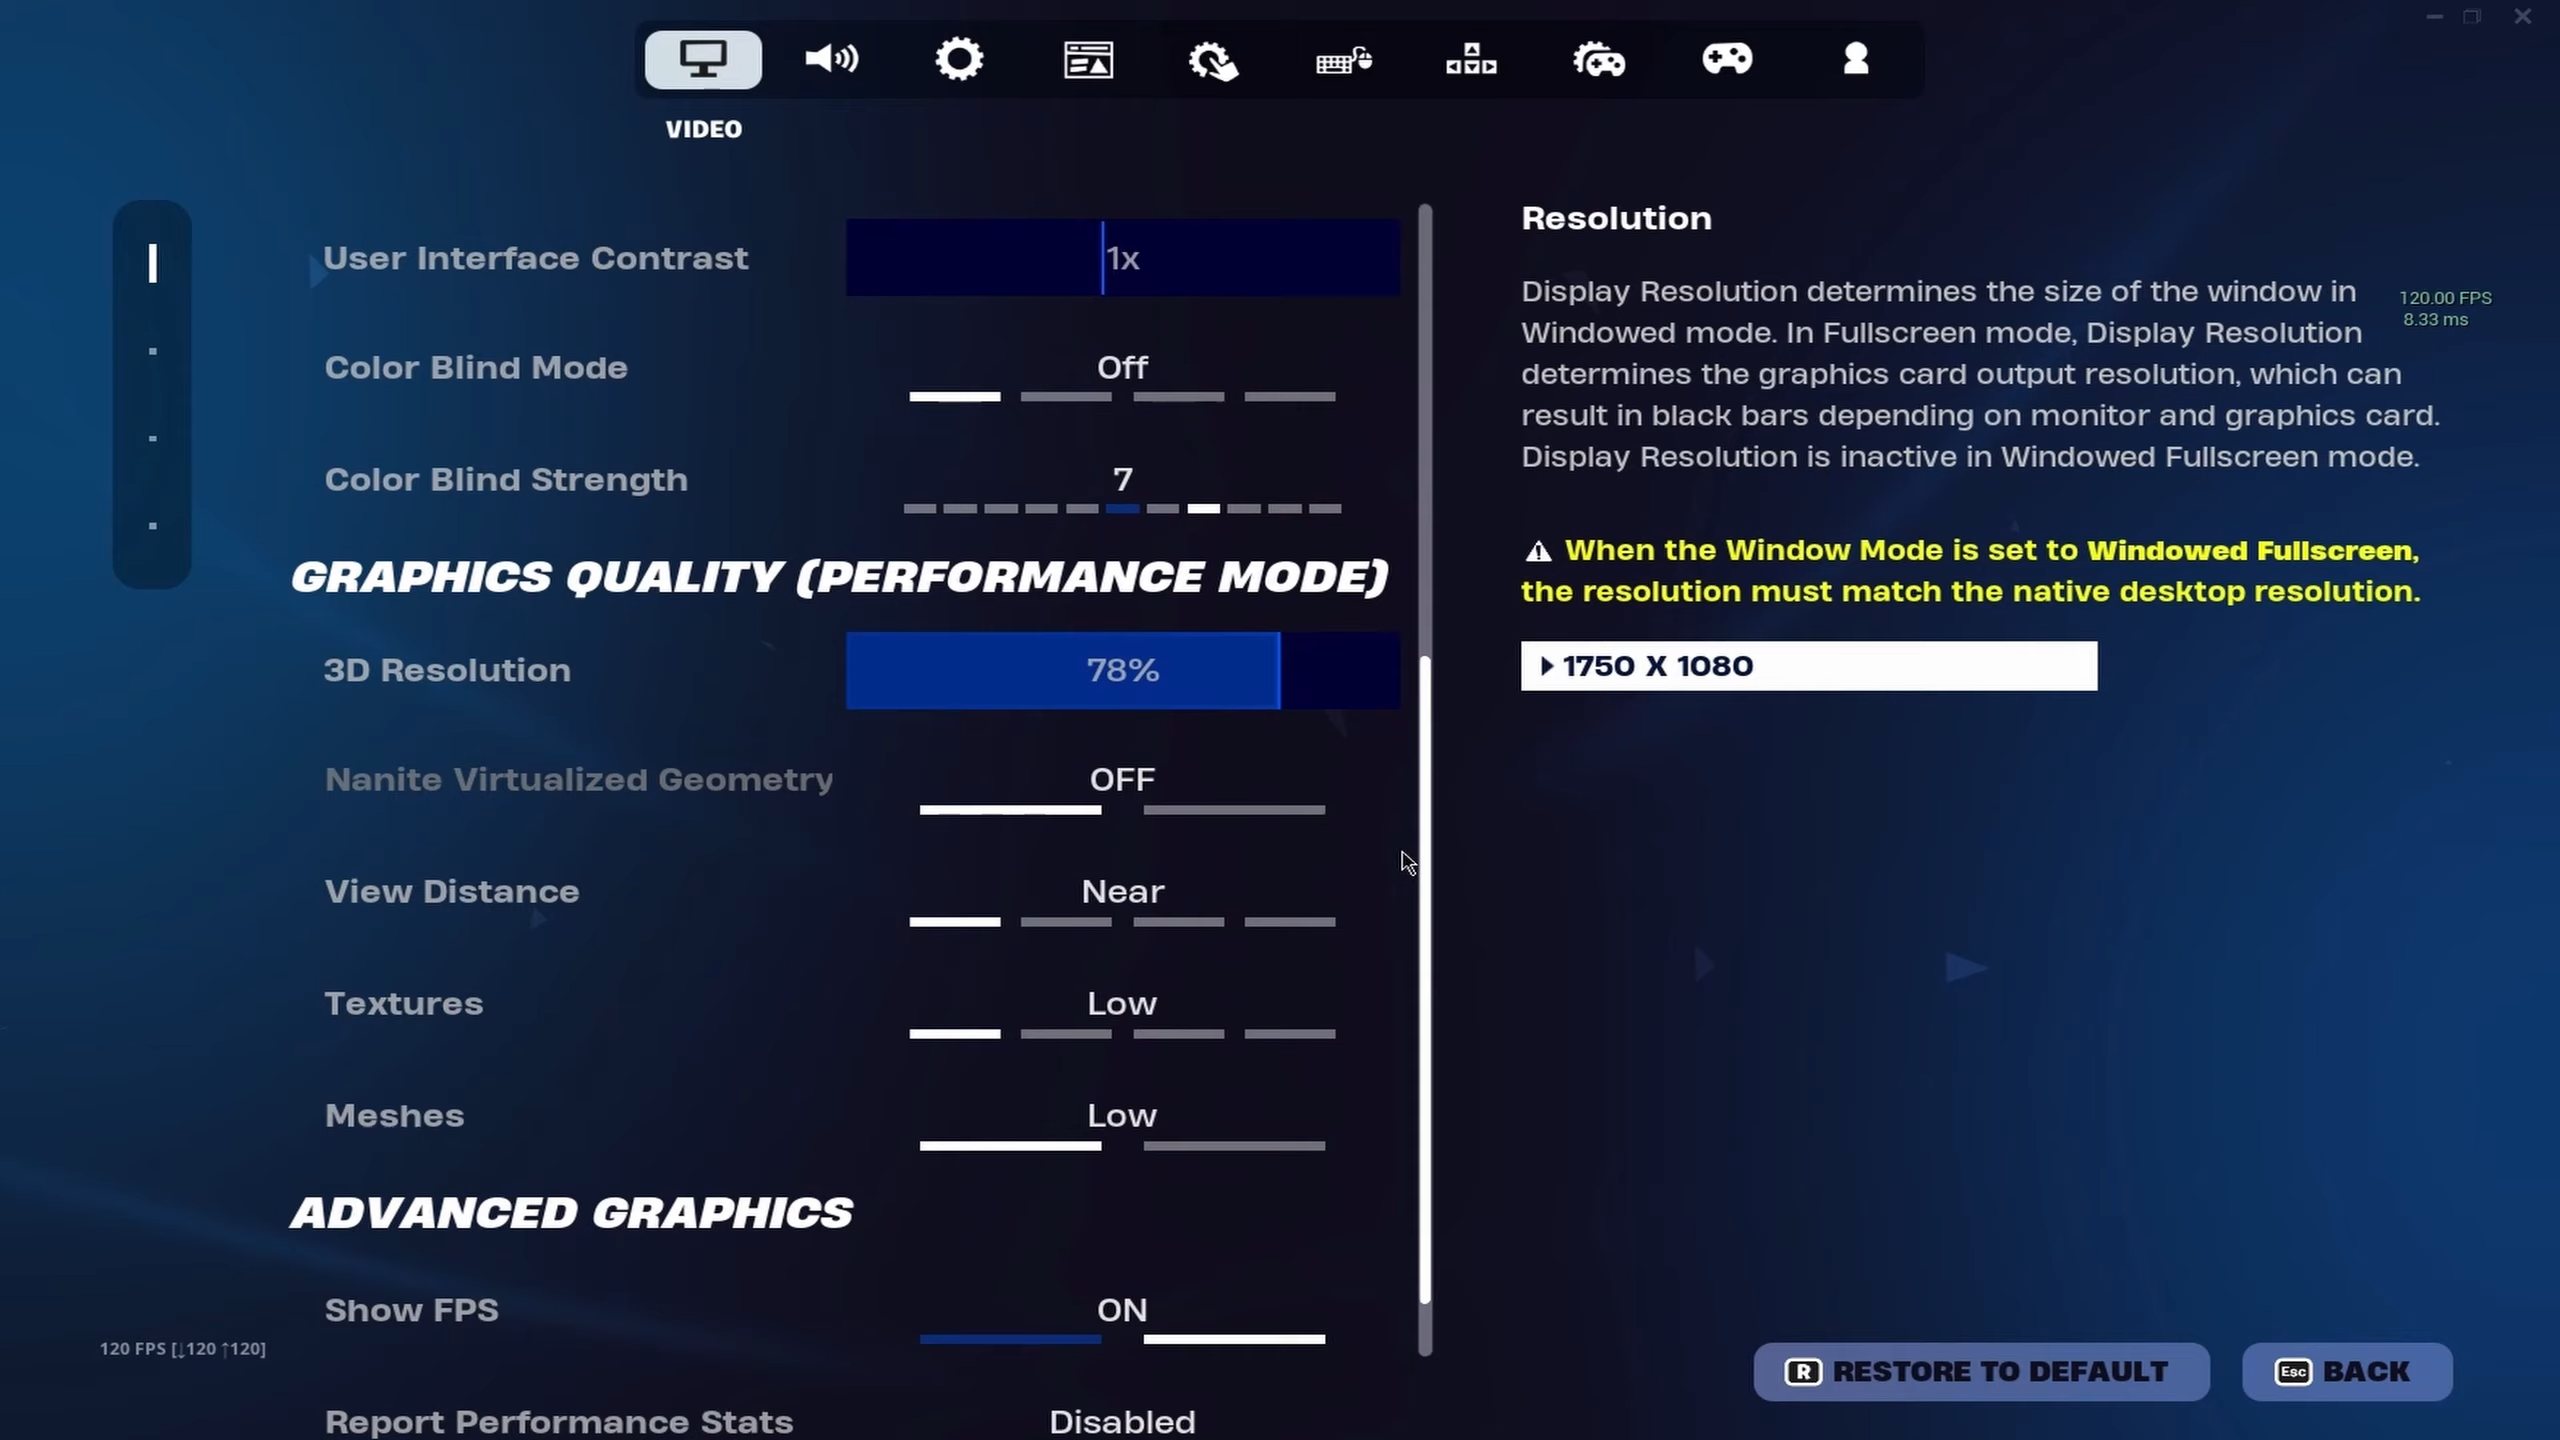 VIDEO
User Interface Contrast
1x
Color Blind Mode
Off
Color Blind Strength
7
GRAPHICS QUALITY (PERFORMANCE MODE)
3D Resolution
78%
Nanite Virtualized Geometry
OFF
View Distance
Near
Textures
Low
Meshes
Low
ADVANCED GRAPHICS
Show FPS
ON
Report Performance Stats
Disabled
120 FPS [↓120 ↑120]
Resolution
Display Resolution determines the size of the window in
Windowed mode. In Fullscreen mode, Display Resolution
determines the graphics card output resolution, which can
result in black bars depending on monitor and graphics card.
Display Resolution is inactive in Windowed Fullscreen mode.
120.00 FPS
8.33 ms
When the Window Mode is set to Windowed Fullscreen,
the resolution must match the native desktop resolution.
1750 X 1080
R RESTORE TO DEFAULT
Esc BACK